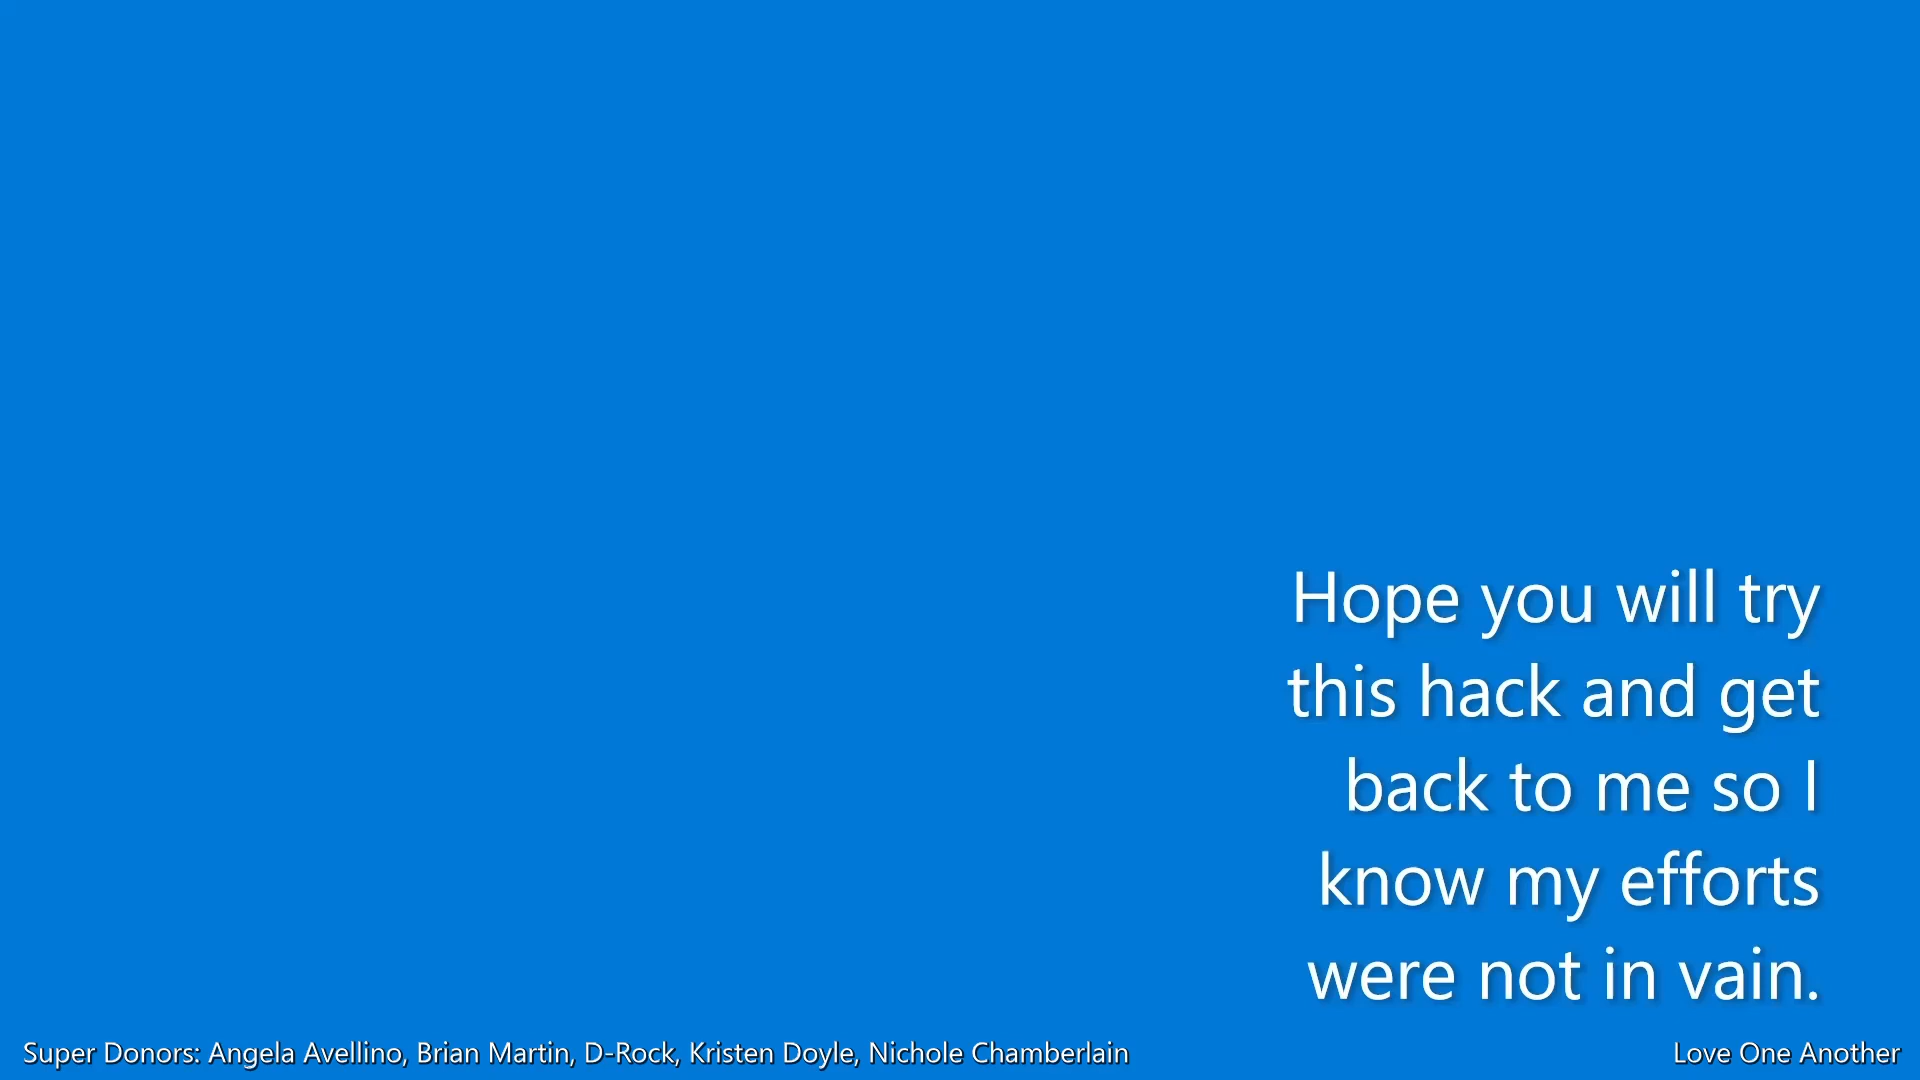 Hope you will try
this hack and get
back to me so I
know my efforts
were not in vain.
Super Donors: Angela Avellino, Brian Martin, D-Rock, Kristen Doyle, Nichole Chamberlain
Love One Another